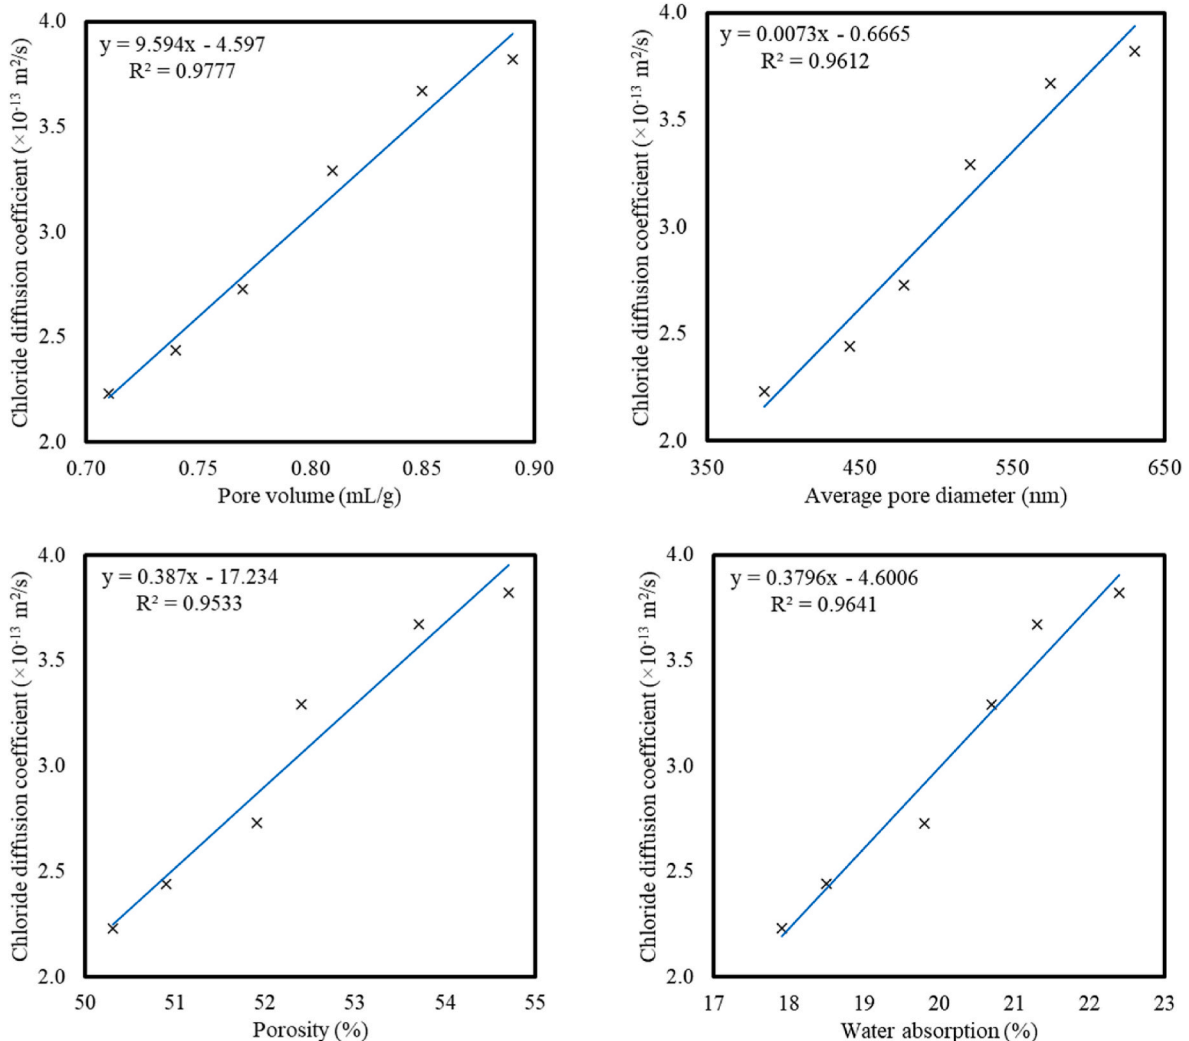 y = 9.594x - 4.597
R² = 0.9777
Chloride diffusion coefficient (×10⁻¹³ m²/s)
4.0
3.5
3.0
2.5
2.0
0.70
0.75
0.80
0.85
0.90
Pore volume (mL/g)
y = 0.0073x - 0.6665
R² = 0.9612
Chloride diffusion coefficient (×10⁻¹³ m²/s)
4.0
3.5
3.0
2.5
2.0
350
450
550
650
Average pore diameter (nm)
y = 0.387x - 17.234
R² = 0.9533
Chloride diffusion coefficient (×10⁻¹³ m²/s)
4.0
3.5
3.0
2.5
2.0
50
51
52
53
54
55
Porosity (%)
y = 0.3796x - 4.6006
R² = 0.9641
Chloride diffusion coefficient (×10⁻¹³ m²/s)
4.0
3.5
3.0
2.5
2.0
17
18
19
20
21
22
23
Water absorption (%)